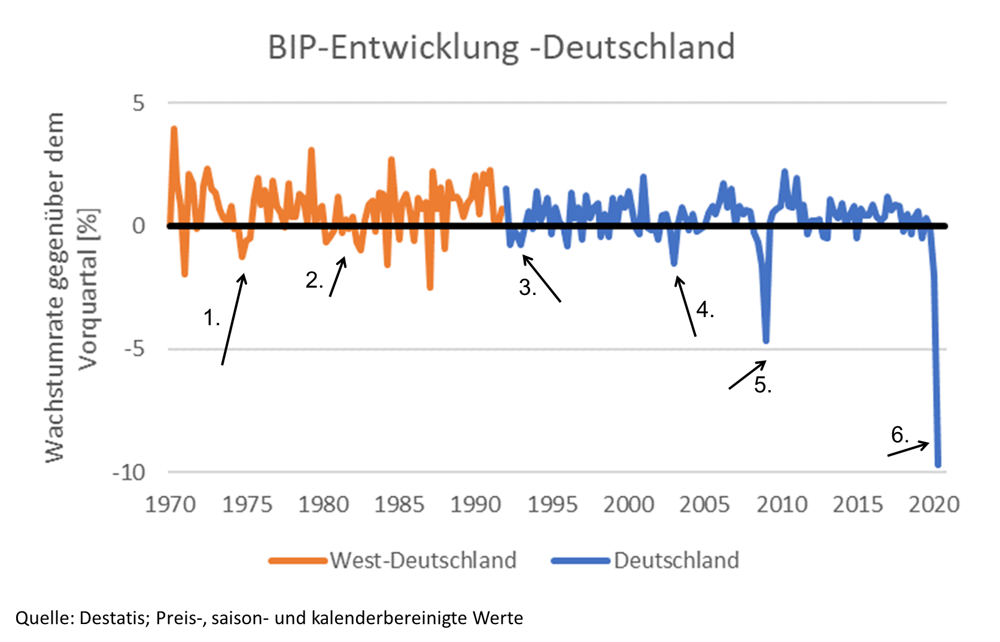 BIP-Entwicklung -Deutschland
Wachstumrate gegenüber dem
Vorquartal [%]
5
0
-5
-10
1.
2.
3.
4.
5.
6.
1970 1975 1980 1985 1990 1995 2000 2005 2010 2015 2020
West-Deutschland Deutschland
Quelle: Destatis; Preis-, saison- und kalenderbereinigte Werte